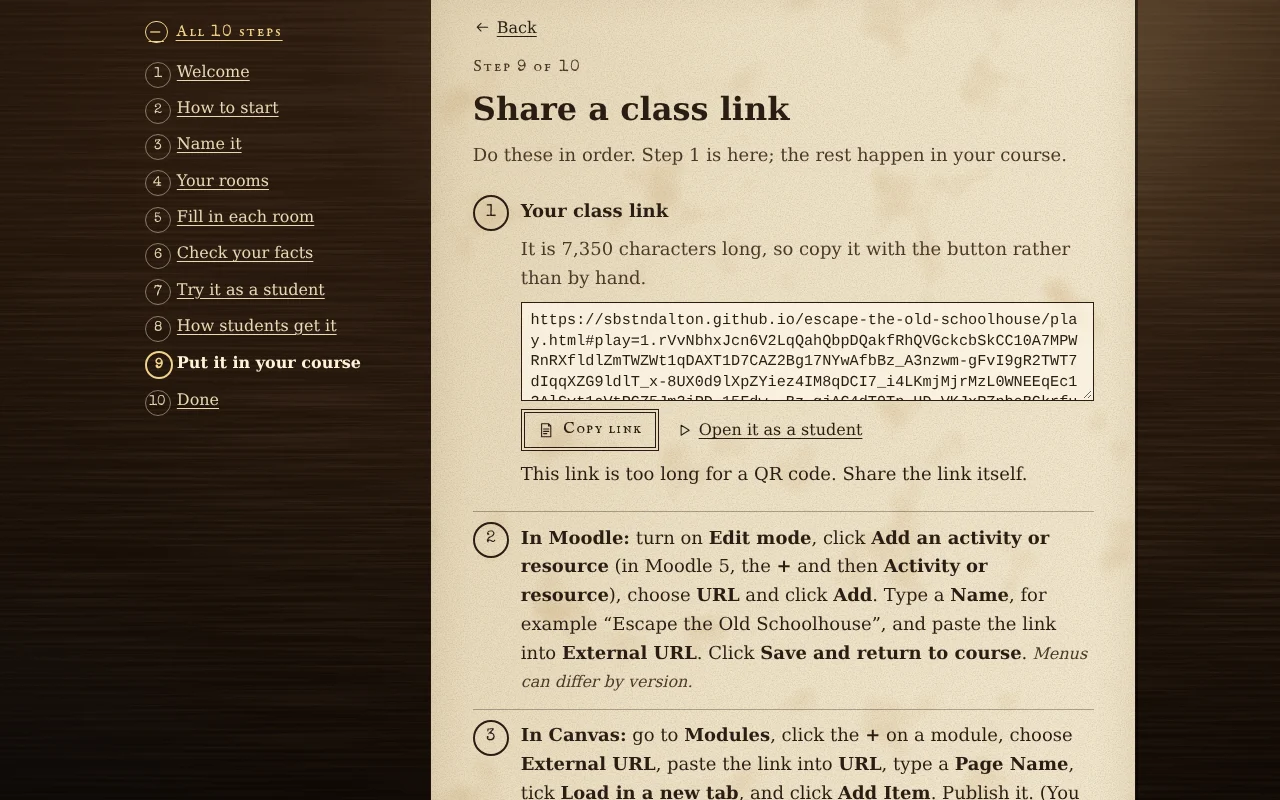 All 10 steps
1 Welcome
2 How to start
3 Name it
4 Your rooms
5 Fill in each room
6 Check your facts
7 Try it as a student
8 How students get it
9 Put it in your course
10 Done
← Back
Step 9 of 10
Share a class link
Do these in order. Step 1 is here; the rest happen in your course.
1 Your class link
It is 7,350 characters long, so copy it with the button rather
than by hand.
https://sbstndalton.github.io/escape-the-old-schoolhouse/pla
y.html#play=1.rVvNbhxJcn6V2LqQahQbpDQakfRhQVGckcbSkCC10A7MPW
RnRXfldlZmTWZWt1qDAXT1D7CAZ2Bg17NYwAfbBz_A3nzwm-gFvI9gR2TWT7
dIqqXZG9ldlT_x-8UX0d9lXpZYiez4IM8qDCI7_i4LKmjMjrMzL0WNEEqEc1
Copy link
Open it as a student
This link is too long for a QR code. Share the link itself.
2 In Moodle: turn on Edit mode, click Add an activity or
resource (in Moodle 5, the + and then Activity or
resource), choose URL and click Add. Type a Name, for
example “Escape the Old Schoolhouse”, and paste the link
into External URL. Click Save and return to course. Menus
can differ by version.
3 In Canvas: go to Modules, click the + on a module, choose
External URL, paste the link into URL, type a Page Name,
tick Load in a new tab, and click Add Item. Publish it. (You